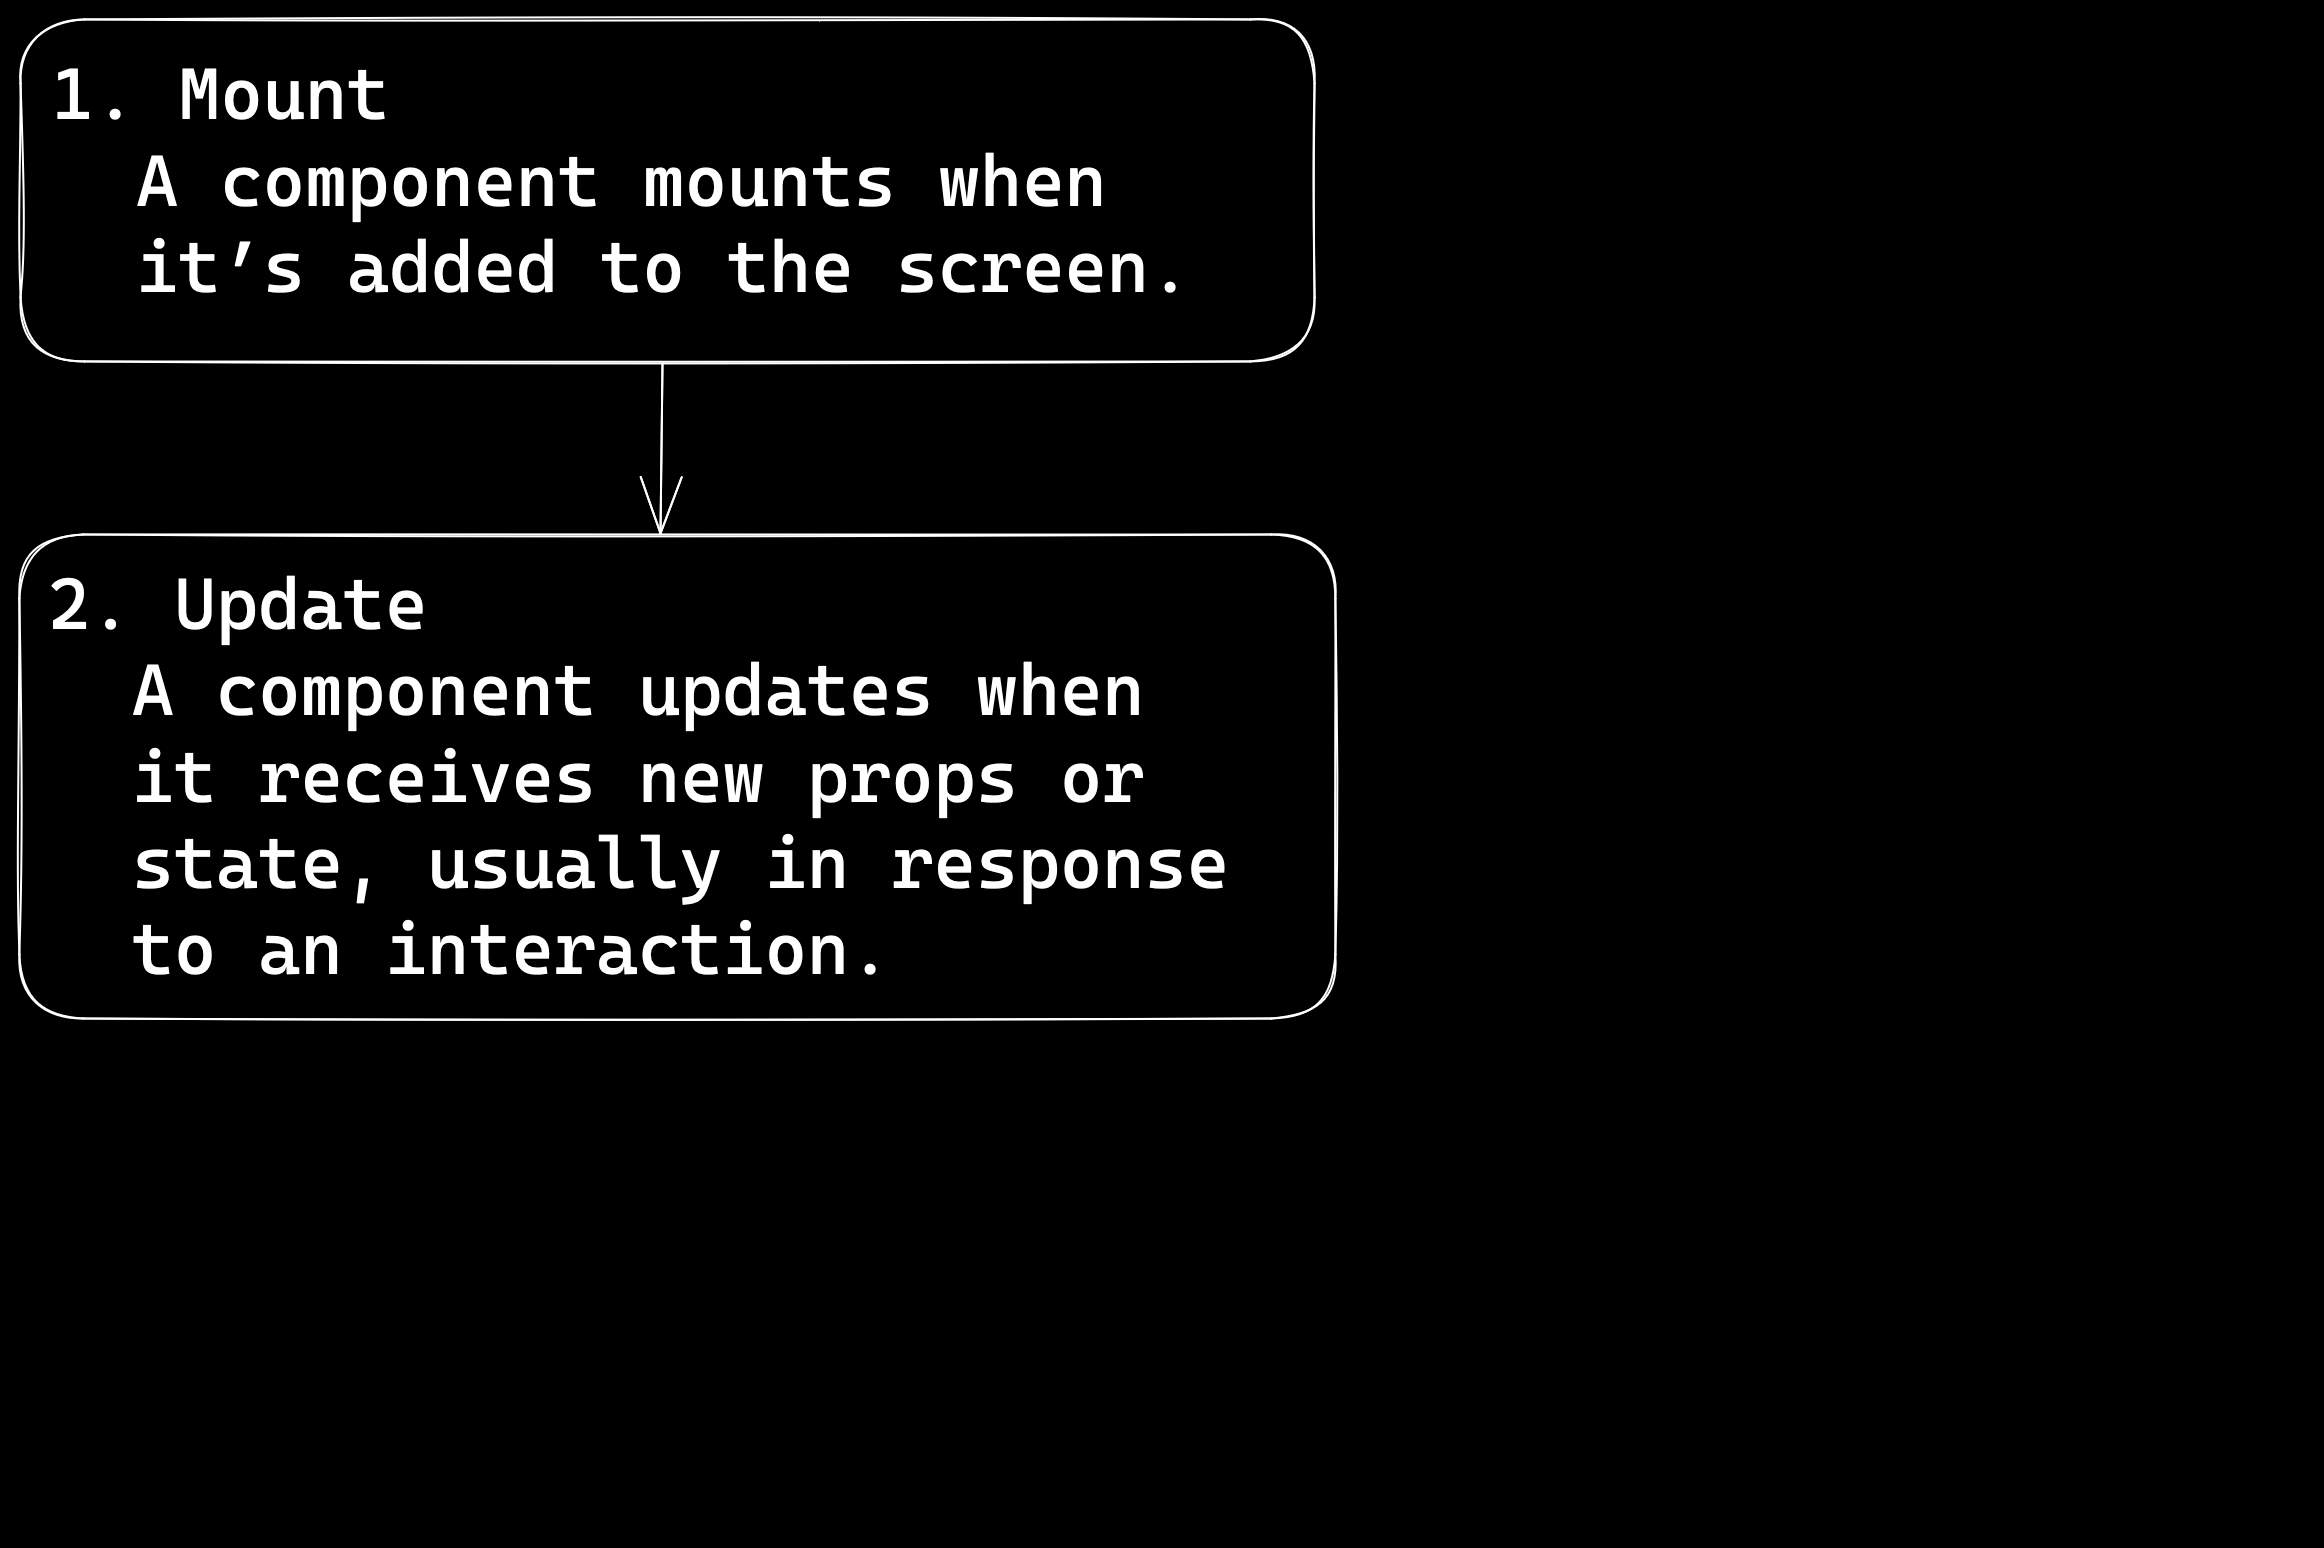 1. Mount
A component mounts when
it’s added to the screen.
2. Update
A component updates when
it receives new props or
state, usually in response
to an interaction.